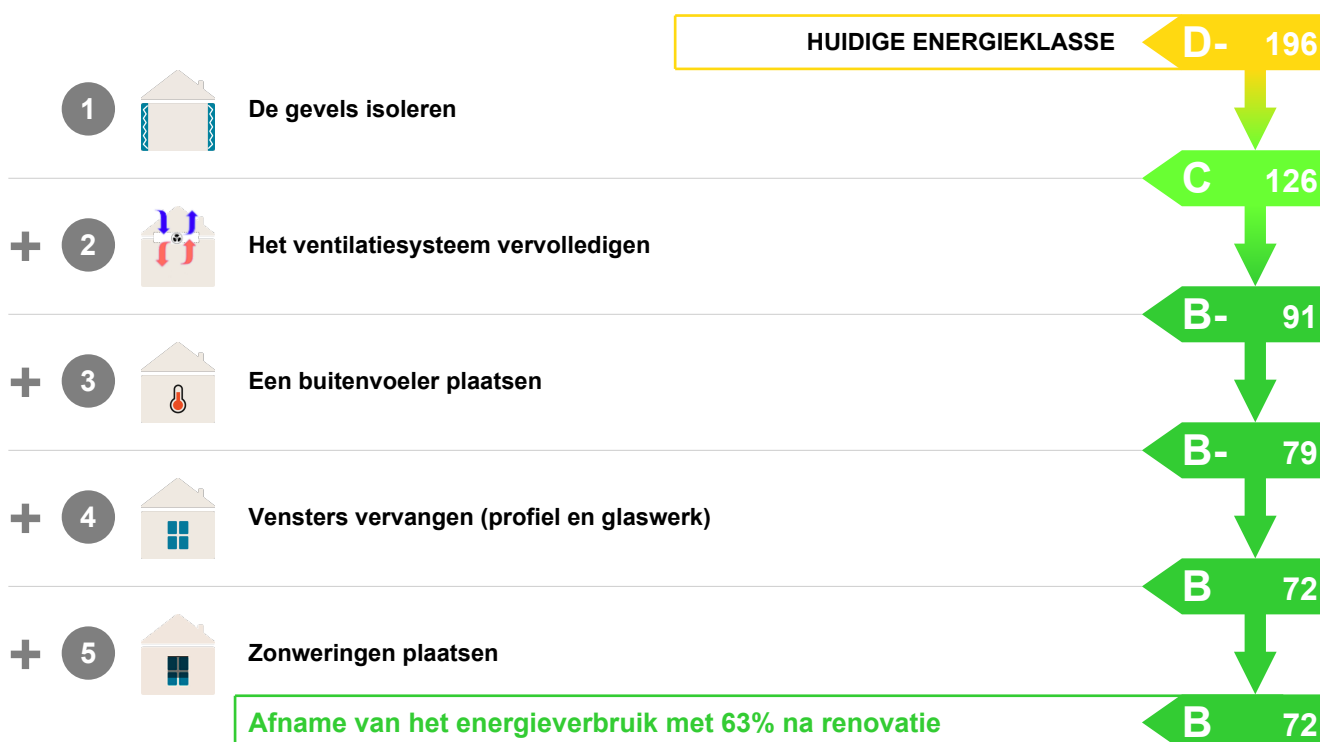 HUIDIGE ENERGIEKLASSE D- 196
1 De gevels isoleren
C 126
+ 2 Het ventilatiesysteem vervolledigen
B- 91
+ 3 Een buitenvoeler plaatsen
B- 79
+ 4 Vensters vervangen (profiel en glaswerk)
B 72
+ 5 Zonweringen plaatsen
Afname van het energieverbruik met 63% na renovatie B 72